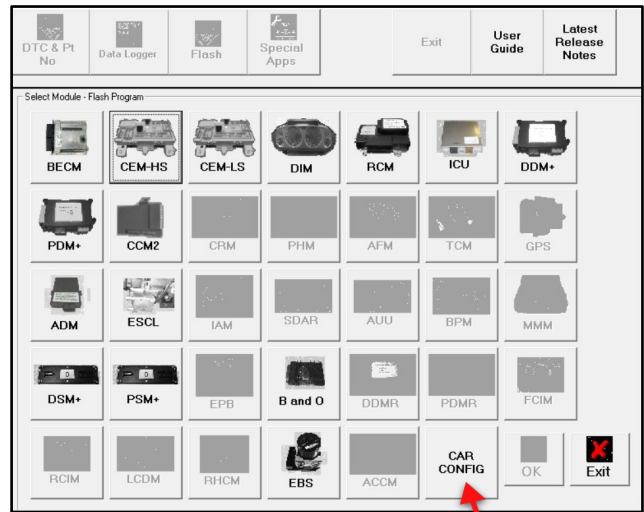 DTC & Pt
No
Data Logger
Flash
Special
Apps
Exit
User
Guide
Latest
Release
Notes
Select Module - Flash Program
BECM
CEM-HS
CEM-LS
DIM
RCM
ICU
DDM+
PDM+
CCM2
CRM
PHM
AFM
TCM
GPS
ADM
ESCL
IAM
SDAR
AUU
BPM
MMM
DSM+
PSM+
EPB
B and O
DDMR
PDMR
FCIM
RCIM
LCDM
RHCM
EBS
ACCM
CAR
CONFIG
OK
Exit